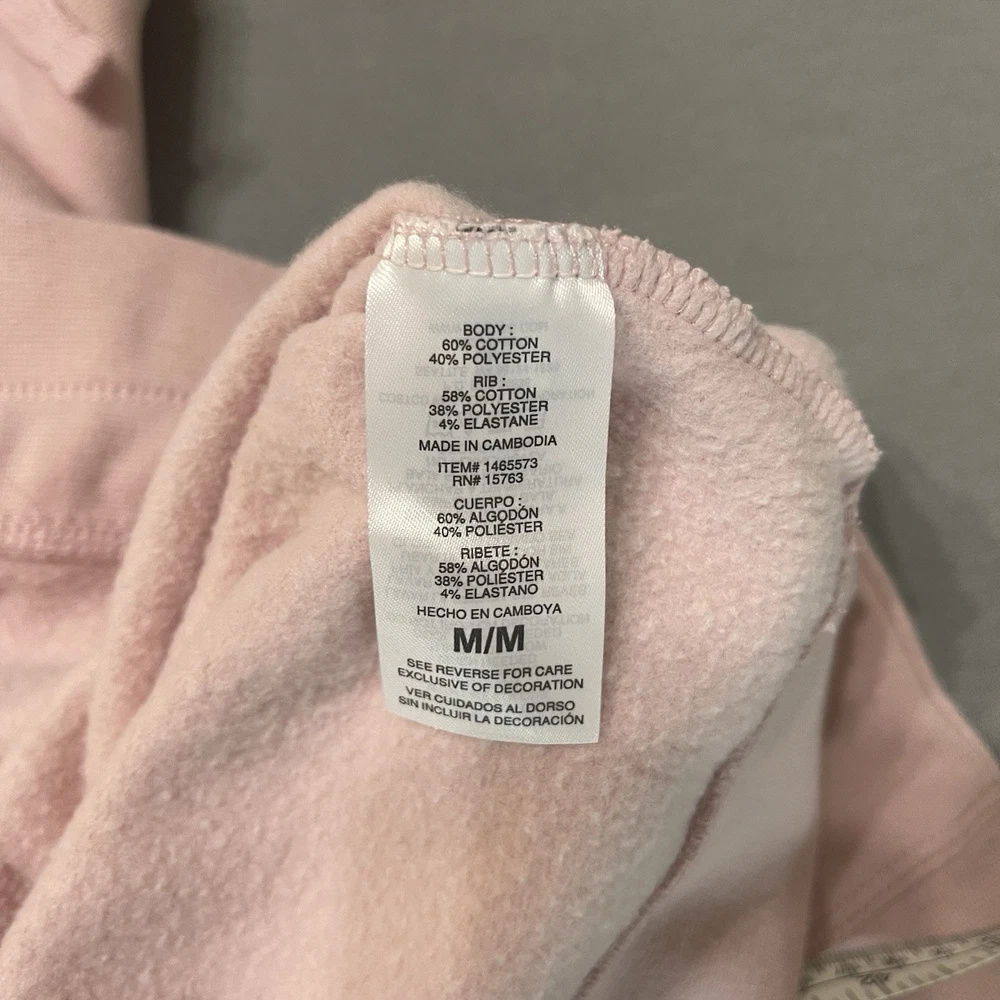 BODY :
60% COTTON
40% POLYESTER
RIB :
58% COTTON
38% POLYESTER
4% ELASTANE
MADE IN CAMBODIA
ITEM# 1465573
RN# 15763
CUERPO :
60% ALGODÓN
40% POLIÉSTER
RIBETE :
58% ALGODÓN
38% POLIÉSTER
4% ELASTANO
HECHO EN CAMBOYA
M/M
SEE REVERSE FOR CARE
EXCLUSIVE OF DECORATION
VER CUIDADOS AL DORSO
SIN INCLUIR LA DECORACIÓN